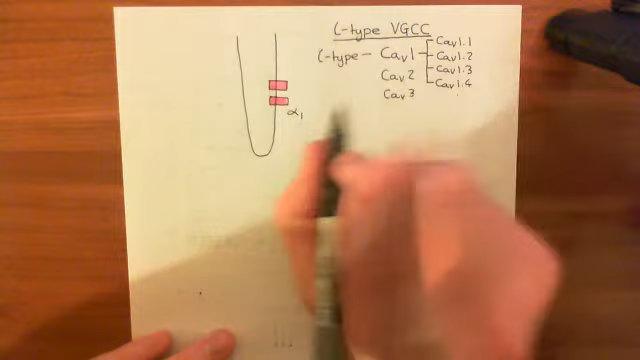 L-type VGCC
L-type - Cav1
Cav1.1
Cav1.2
Cav1.3
Cav1.4
Cav2
Cav3
α1